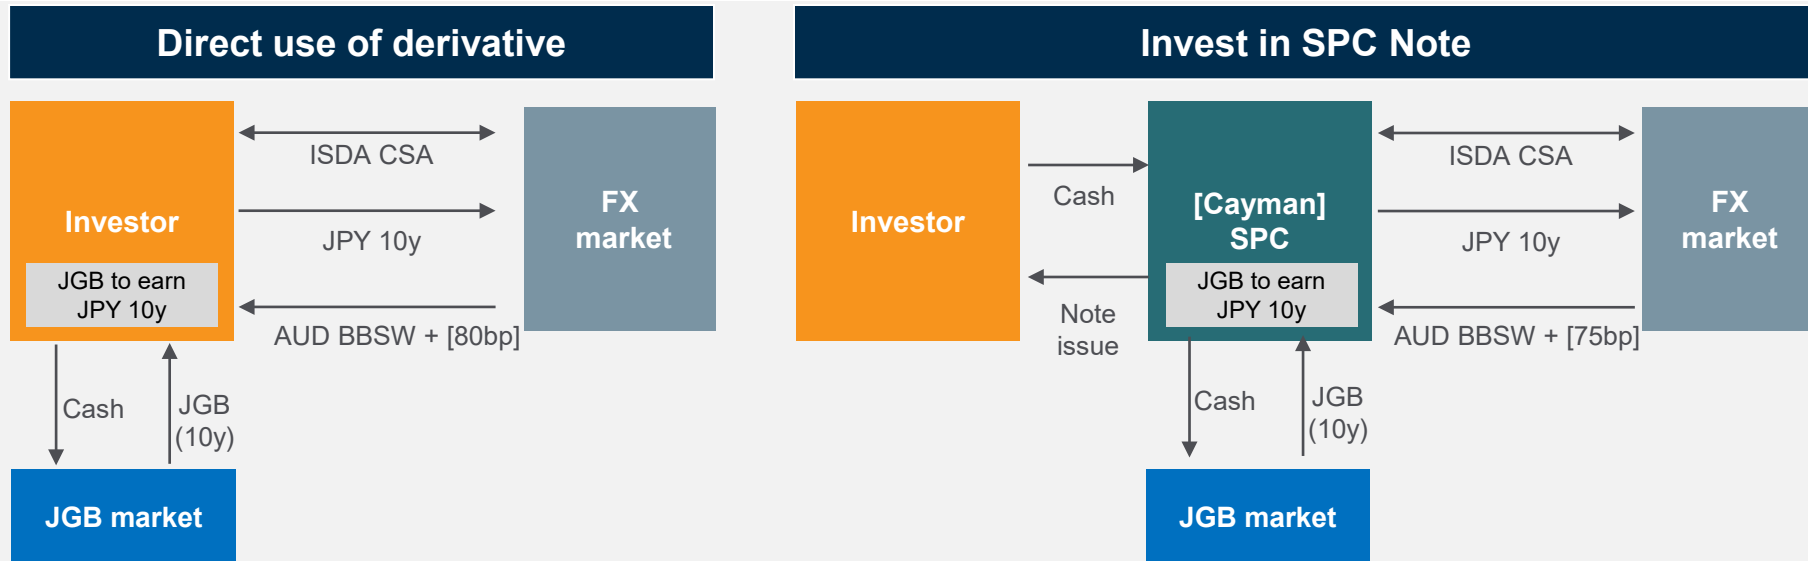 Direct use of derivative
Investor
JGB to earn
JPY 10y
ISDA CSA
JPY 10y
AUD BBSW + [80bp]
FX
market
Cash
JGB
(10y)
JGB market
Invest in SPC Note
Investor
Cash
Note
issue
[Cayman]
SPC
JGB to earn
JPY 10y
ISDA CSA
JPY 10y
AUD BBSW + [75bp]
FX
market
Cash
JGB
(10y)
JGB market